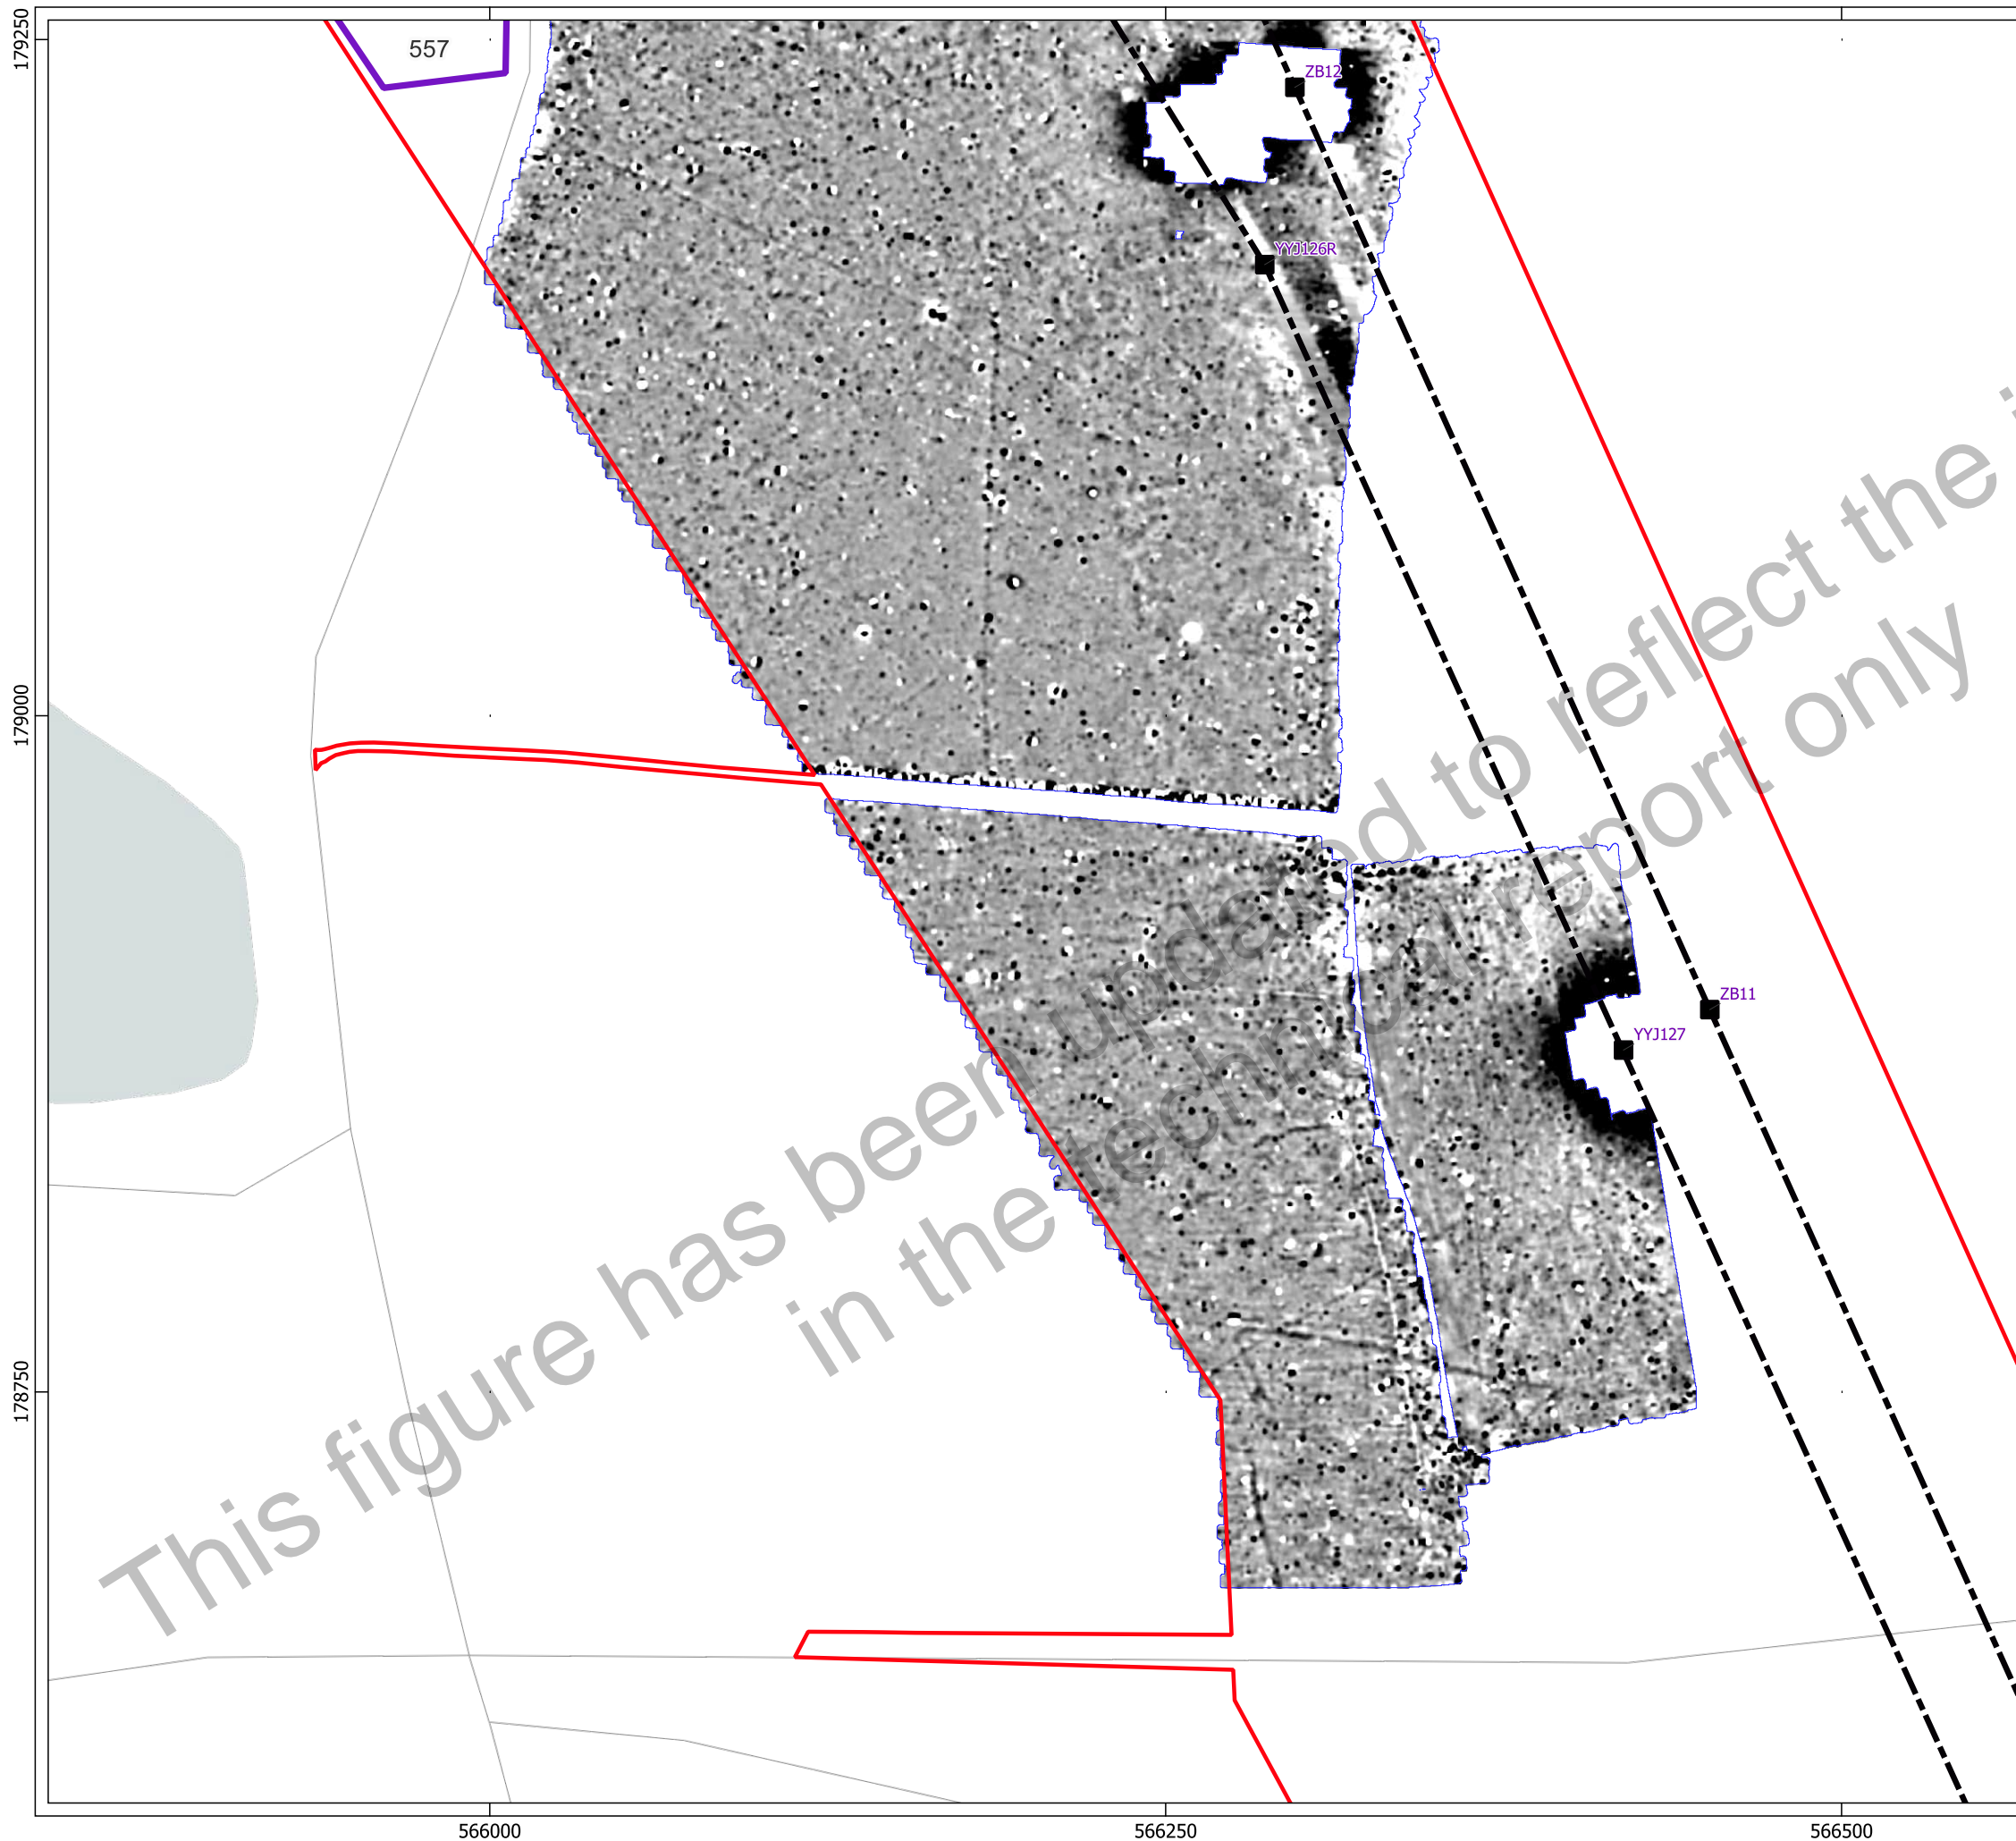 179250
557
ZB12
YYJ126R
179000
ZB11
YYJ127
178750
This figure has been updated to reflect the
in the technical report only
566000
566250
566500